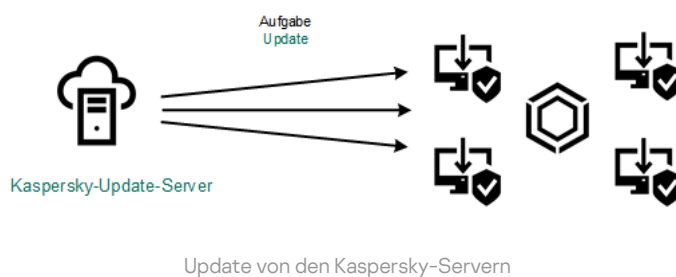 Aufgabe
Update
Kaspersky-Update-Server
Update von den Kaspersky-Servern